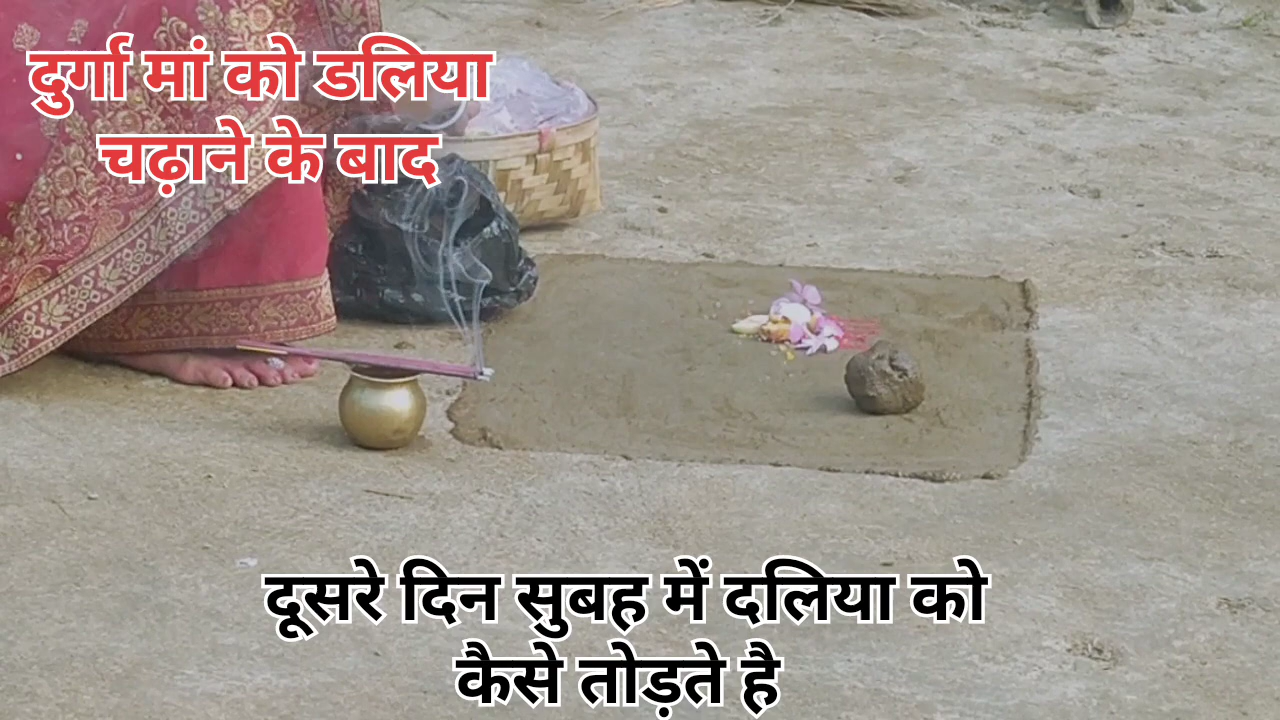 दुर्गा मां को डलिया
चढ़ाने के बाद
दूसरे दिन सुबह में दलिया को
कैसे तोड़ते है